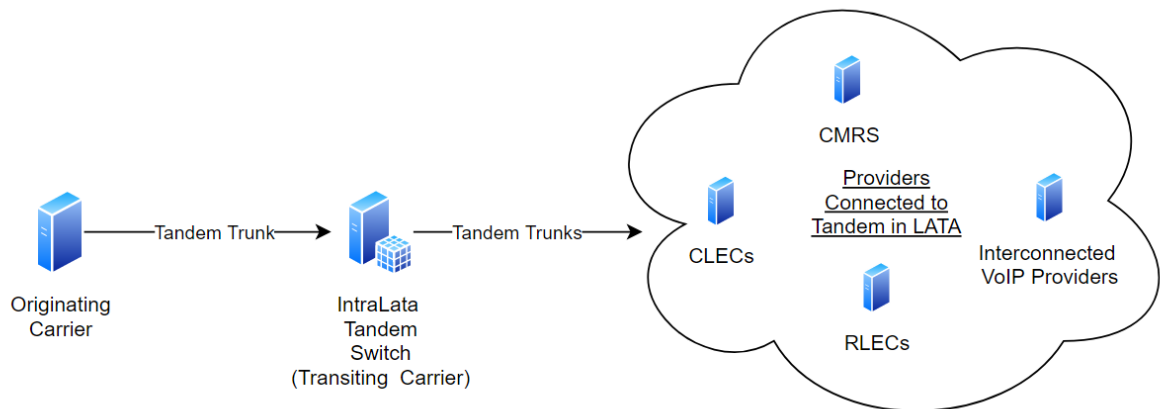 Originating
Carrier
Tandem Trunk
IntraLata
Tandem
Switch
(Transiting Carrier)
Tandem Trunks
CMRS
Providers
Connected to
Tandem in LATA
CLECs
Interconnected
VoIP Providers
RLECs